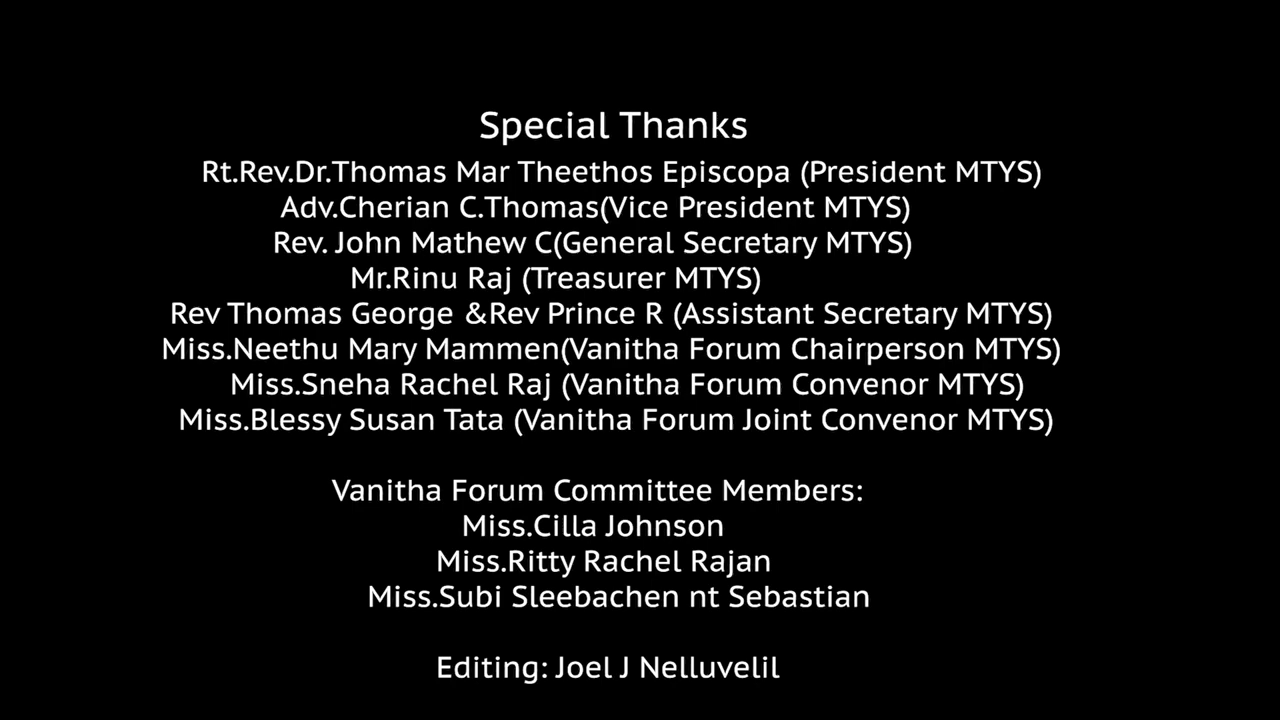 Special Thanks
Rt.Rev.Dr.Thomas Mar Theethos Episcopa (President MTYS)
Adv.Cherian C.Thomas(Vice President MTYS)
Rev. John Mathew C(General Secretary MTYS)
Mr.Rinu Raj (Treasurer MTYS)
Rev Thomas George &Rev Prince R (Assistant Secretary MTYS)
Miss.Neethu Mary Mammen(Vanitha Forum Chairperson MTYS)
Miss.Sneha Rachel Raj (Vanitha Forum Convenor MTYS)
Miss.Blessy Susan Tata (Vanitha Forum Joint Convenor MTYS)
Vanitha Forum Committee Members:
Miss.Cilla Johnson
Miss.Ritty Rachel Rajan
Miss.Subi Sleebachen nt Sebastian
Editing: Joel J Nelluvelil